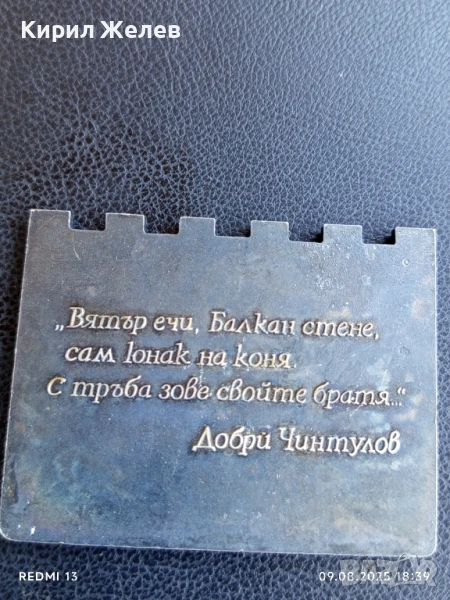 Кирил Желев
„Вятър ечи, Балкан стене,
сам юнак на коня.
С тръба зове свойте братя...“
Добри Чинтулов
REDMI 13
09.08.2025 18:39